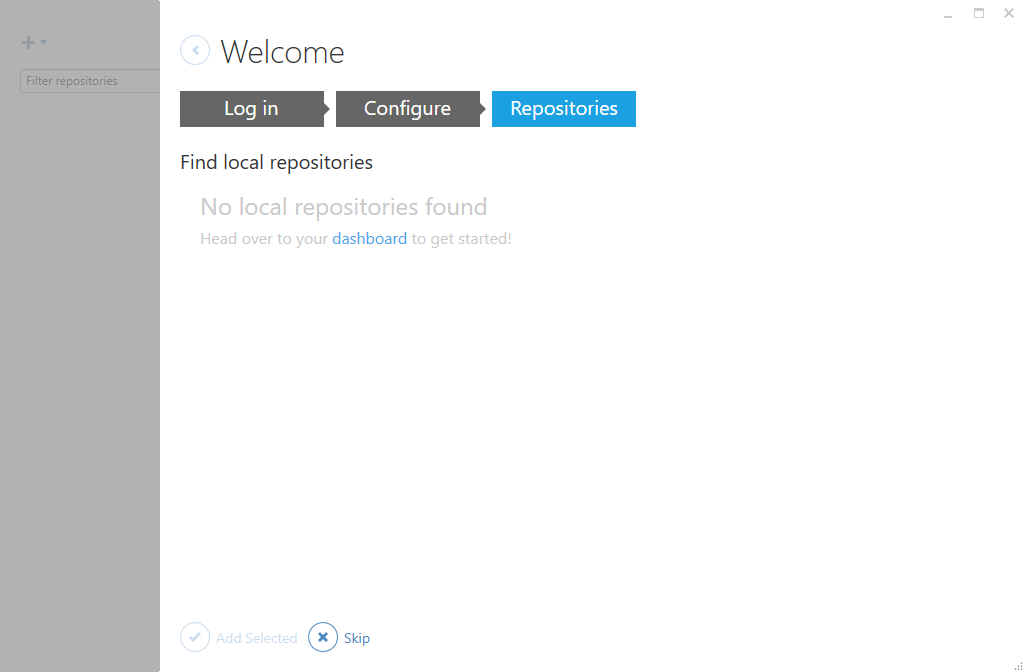 Filter repositories
Welcome
Log in
Configure
Repositories
Find local repositories
No local repositories found
Head over to your dashboard to get started!
Add Selected
Skip